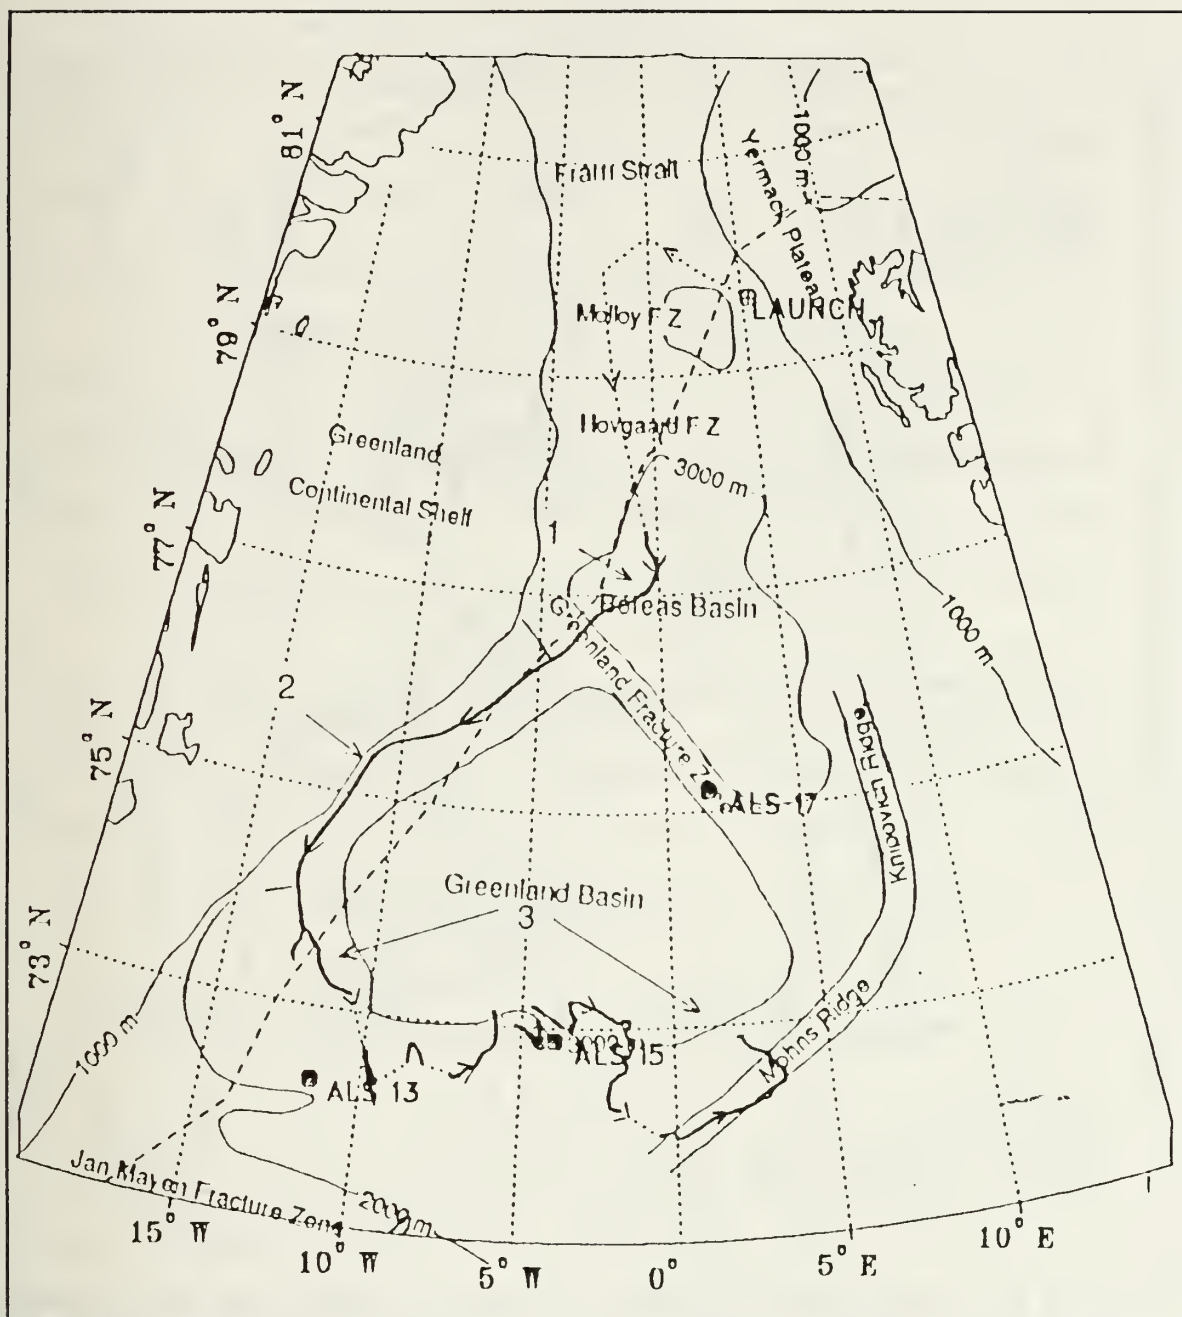 81° N
Fram Strait
1000 m
Yermack Plateau
79° N
Molloy F Z
LAUNCH
Greenland
Continental Shelf
Hovgaard F Z
3000 m
77° N
1
Boreas Basin
Greenland Fracture Z
1000 m
2
75° N
ALS 17
Knipovich Ridge
Greenland Basin
3
73° N
1000 m
Mohns Ridge
ALS 15
ALS 13
Jan Mayen Fracture Zone
2000 m
15° W
10° W
5° W
0°
5° E
10° E